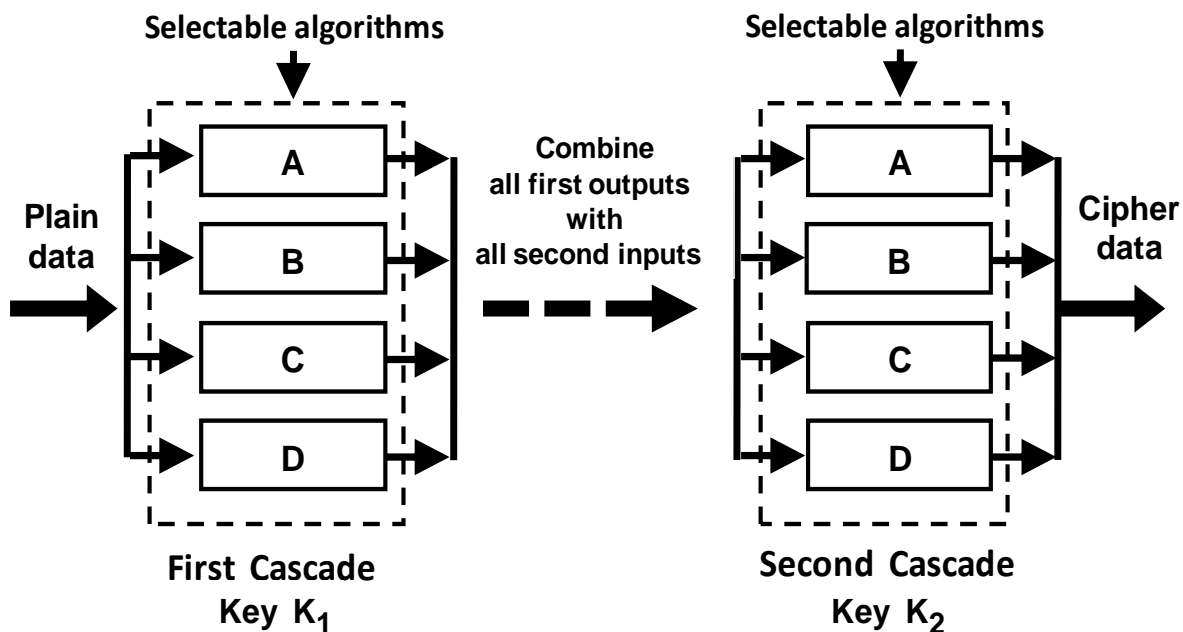 Selectable algorithms
Selectable algorithms
Plain
data
A
B
C
D
Combine
all first outputs
with
all second inputs
A
B
C
D
Cipher
data
First Cascade
Key K₁
Second Cascade
Key K₂